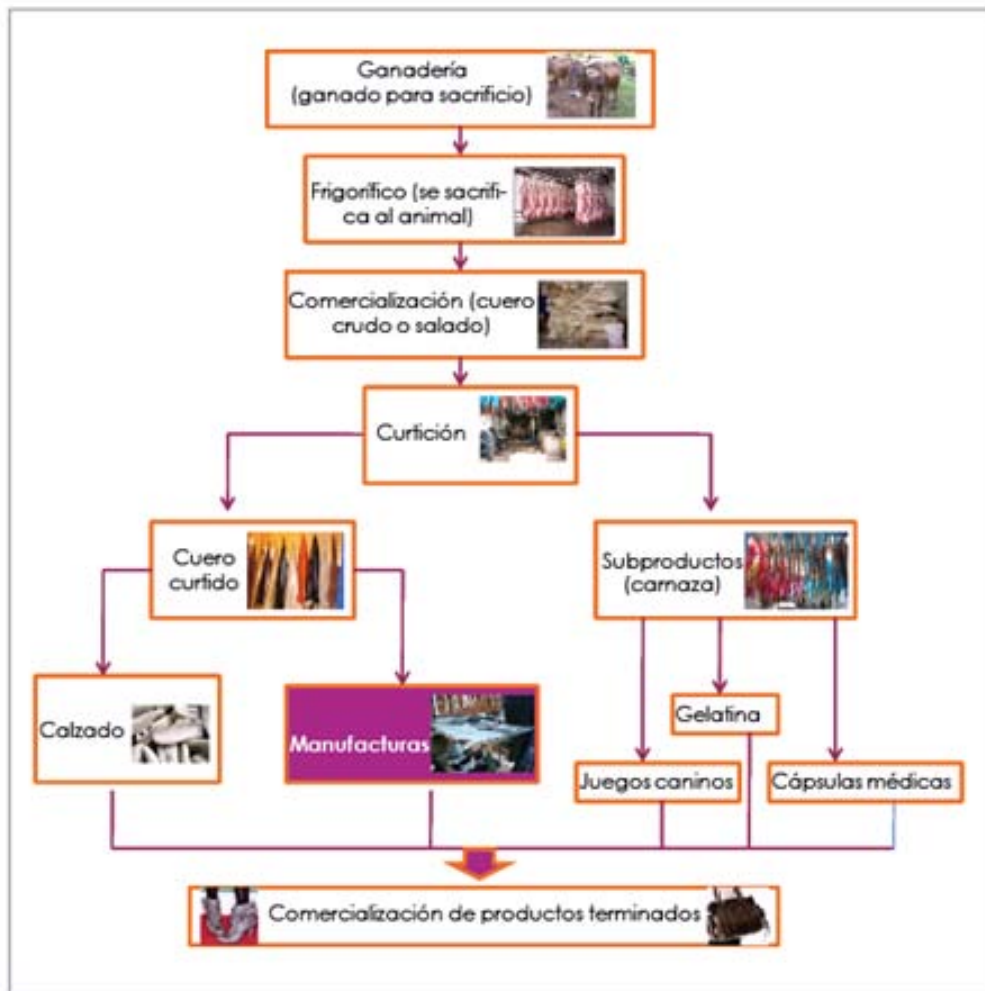 Ganadería
(ganado para sacrificio)
Frigorífico (se sacrifi-
ca al animal)
Comercialización (cuero
crudo o salado)
Curtición
Cuero
curtido
Subproductos
(carnaza)
Calzado
Manufacturas
Gelatina
Juegos caninos
Cápsulas médicas
Comercialización de productos terminados